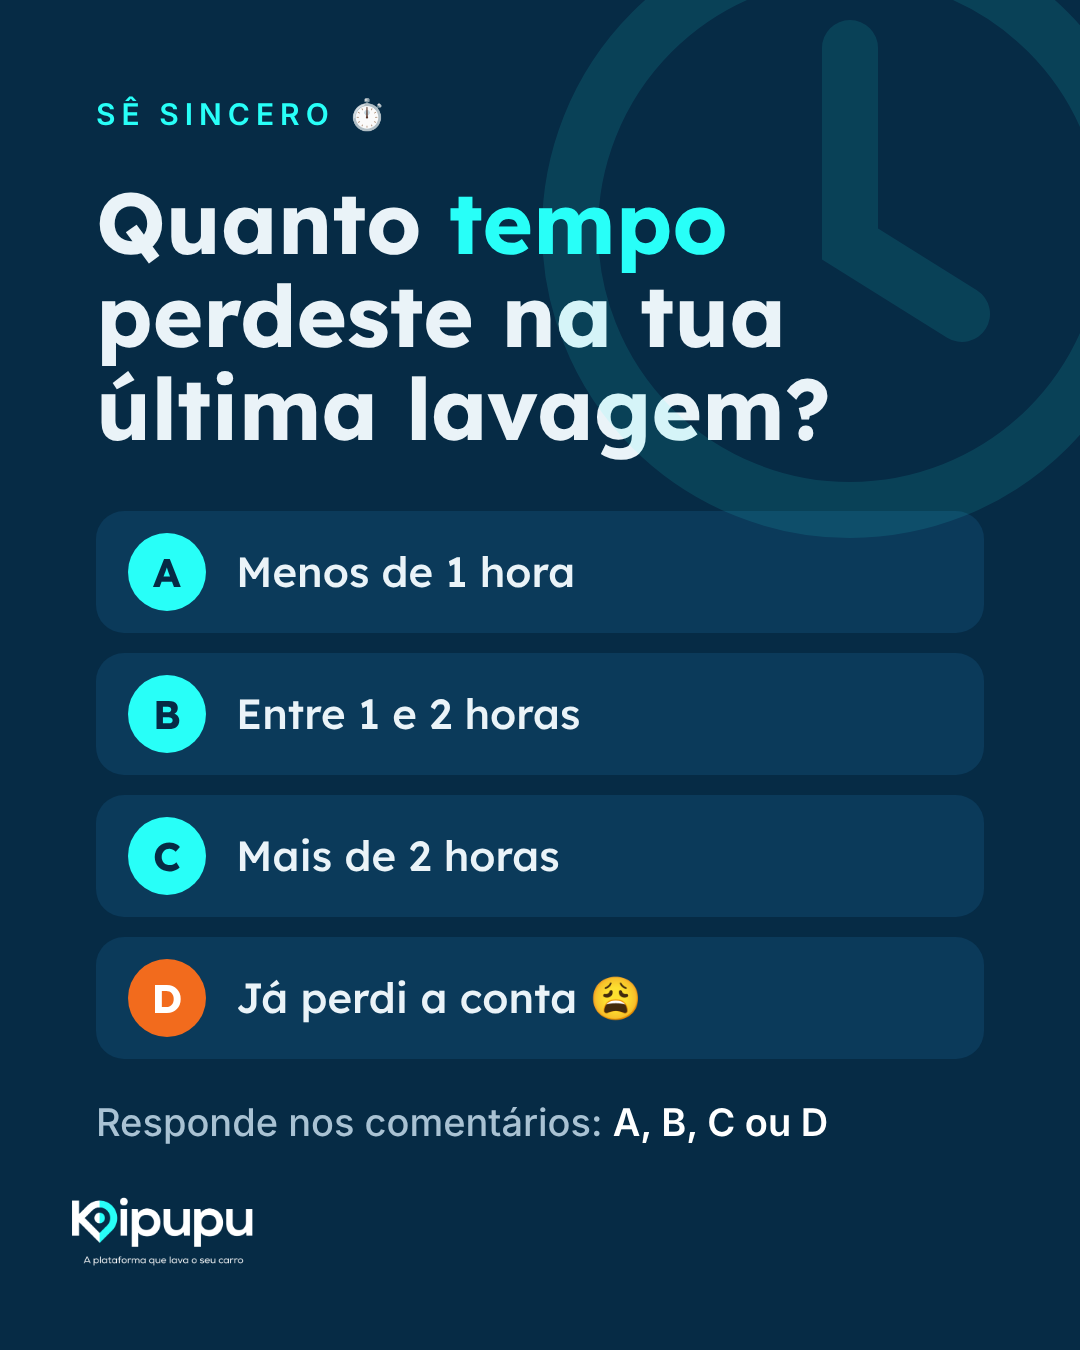 SÊ SINCERO ⏱️
Quanto tempo
perdeste na tua
última lavagem?
A Menos de 1 hora
B Entre 1 e 2 horas
C Mais de 2 horas
D Já perdi a conta 😩
Responde nos comentários: A, B, C ou D
Kipupu
A plataforma que lava o seu carro